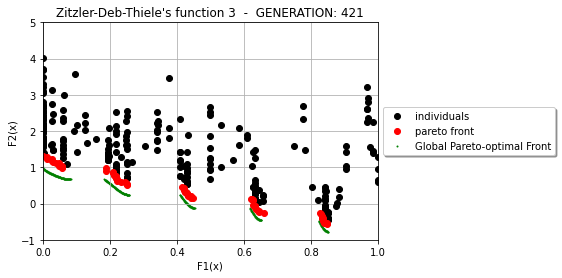 Zitzler-Deb-Thiele's function 3 - GENERATION: 421
5
4
3
2
1
0
−1
F2(x)
0.0 0.2 0.4 0.6 0.8 1.0
F1(x)
individuals
pareto front
Global Pareto-optimal Front